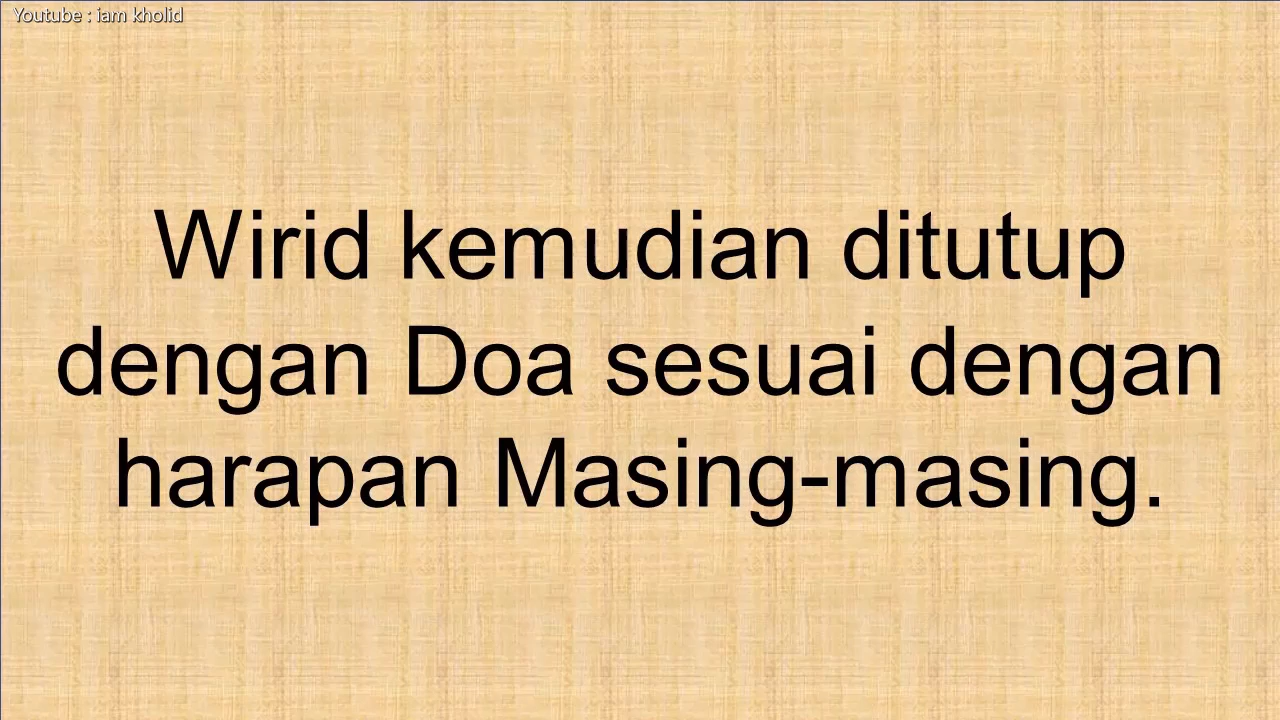 Youtube : iam kholid
Wirid kemudian ditutup
dengan Doa sesuai dengan
harapan Masing-masing.